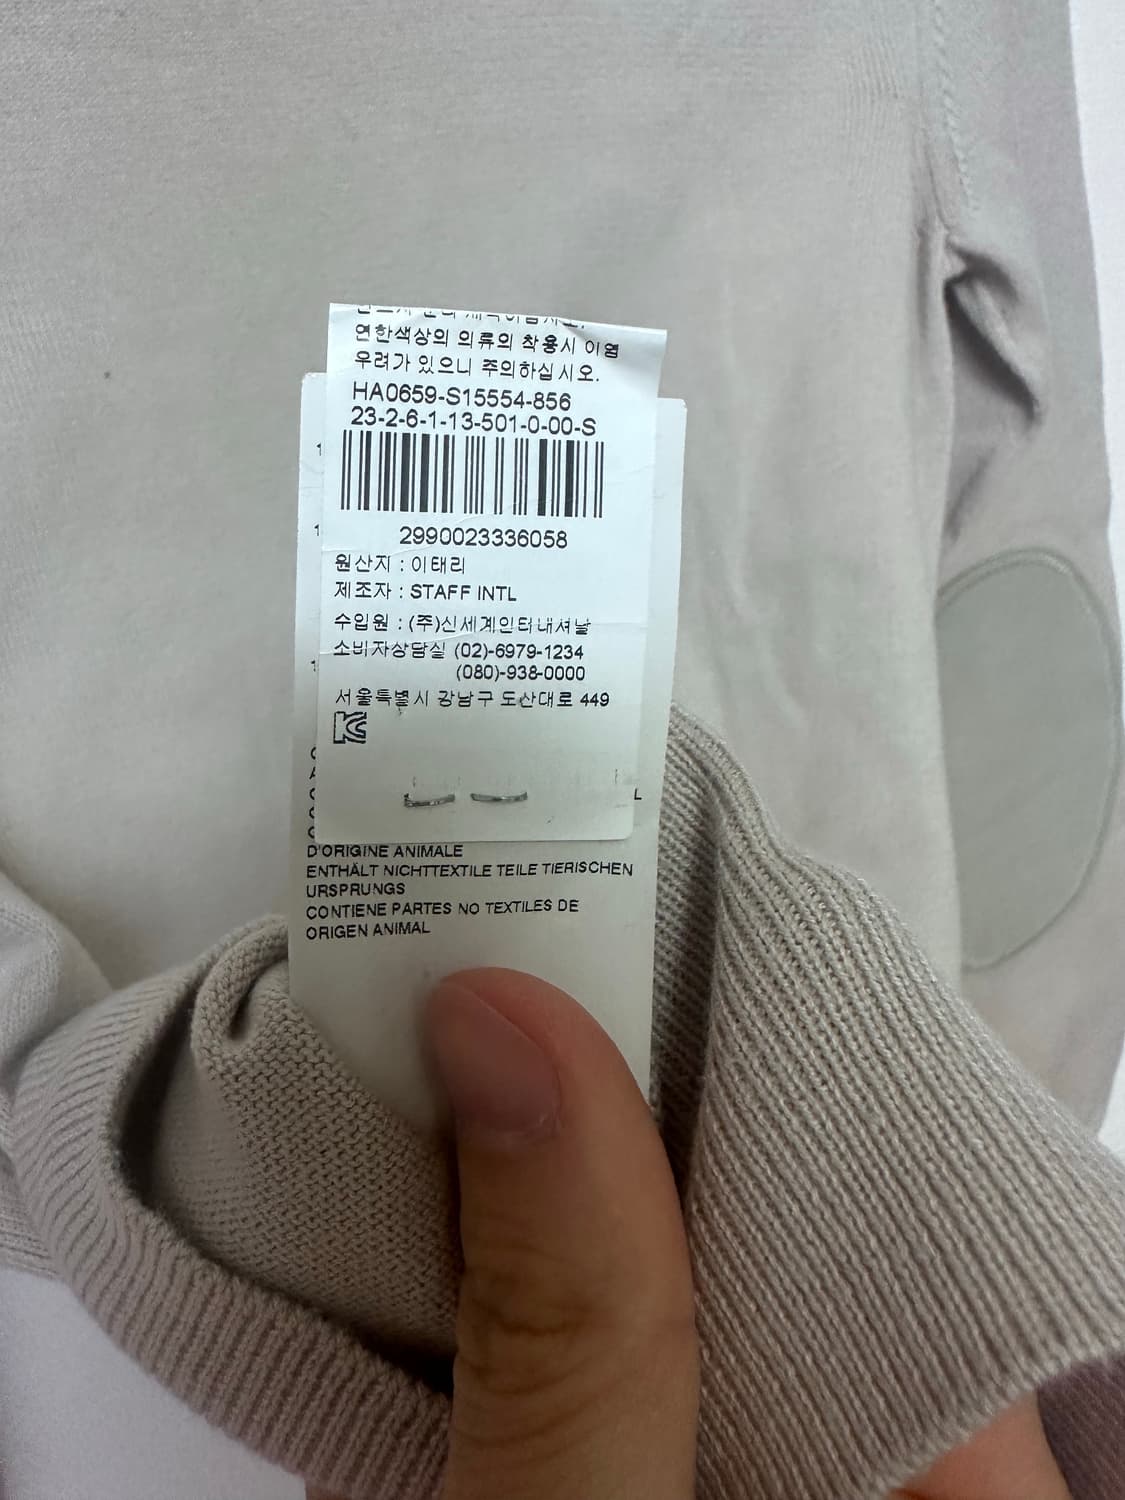 연한색상의 의류의 착용시 이염
우려가 있으니 주의하십시오.
HA0659-S15554-856
23-2-6-1-13-501-0-00-S
2990023336058
원산지 : 이태리
제조자 : STAFF INTL
수입원 : (주)신세계인터내셔날
소비자상담실 (02)-6979-1234
(080)-938-0000
서울특별시 강남구 도산대로 449
D'ORIGINE ANIMALE
ENTHÄLT NICHTTEXTILE TEILE TIERISCHEN
URSPRUNGS
CONTIENE PARTES NO TEXTILES DE
ORIGEN ANIMAL